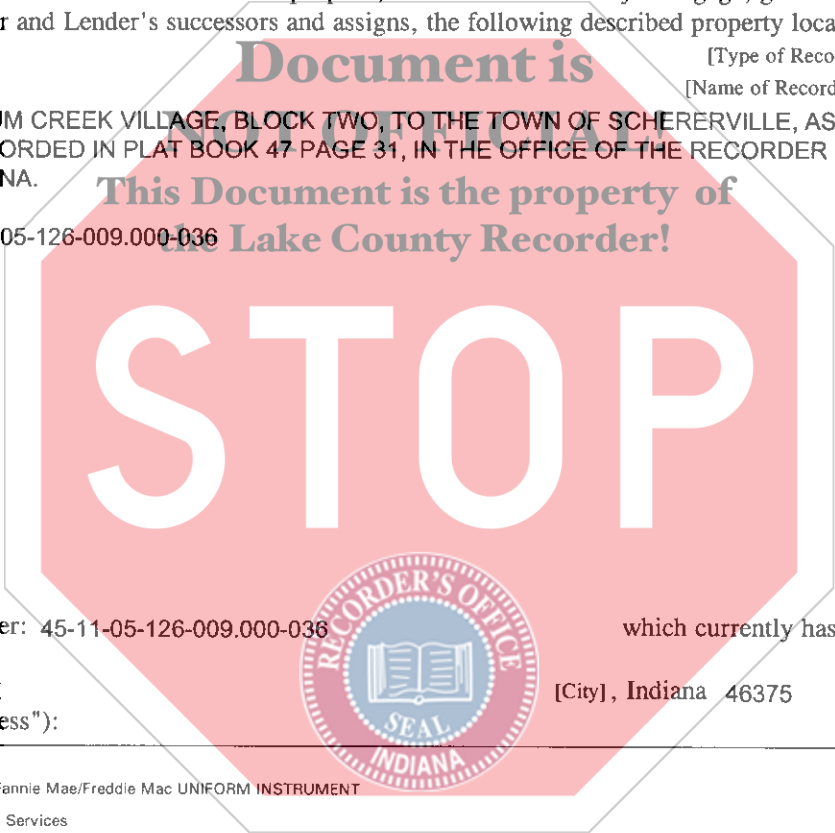 r and Lender's successors and assigns, the following described property loca
Document is
[Type of Reco
[Name of Record
NOT OFFICIAL!
UM CREEK VILLAGE, BLOCK TWO, TO THE TOWN OF SCHERERVILLE, AS
ORDED IN PLAT BOOK 47 PAGE 31, IN THE OFFICE OF THE RECORDER
NA.
This Document is the property of
05-126-009.000-036
the Lake County Recorder!
STOP
RECORDER'S OFFICE
SEAL
INDIANA
er: 45-11-05-126-009.000-036 which currently has
[City], Indiana 46375
ess"):
Fannie Mae/Freddie Mac UNIFORM INSTRUMENT
Services